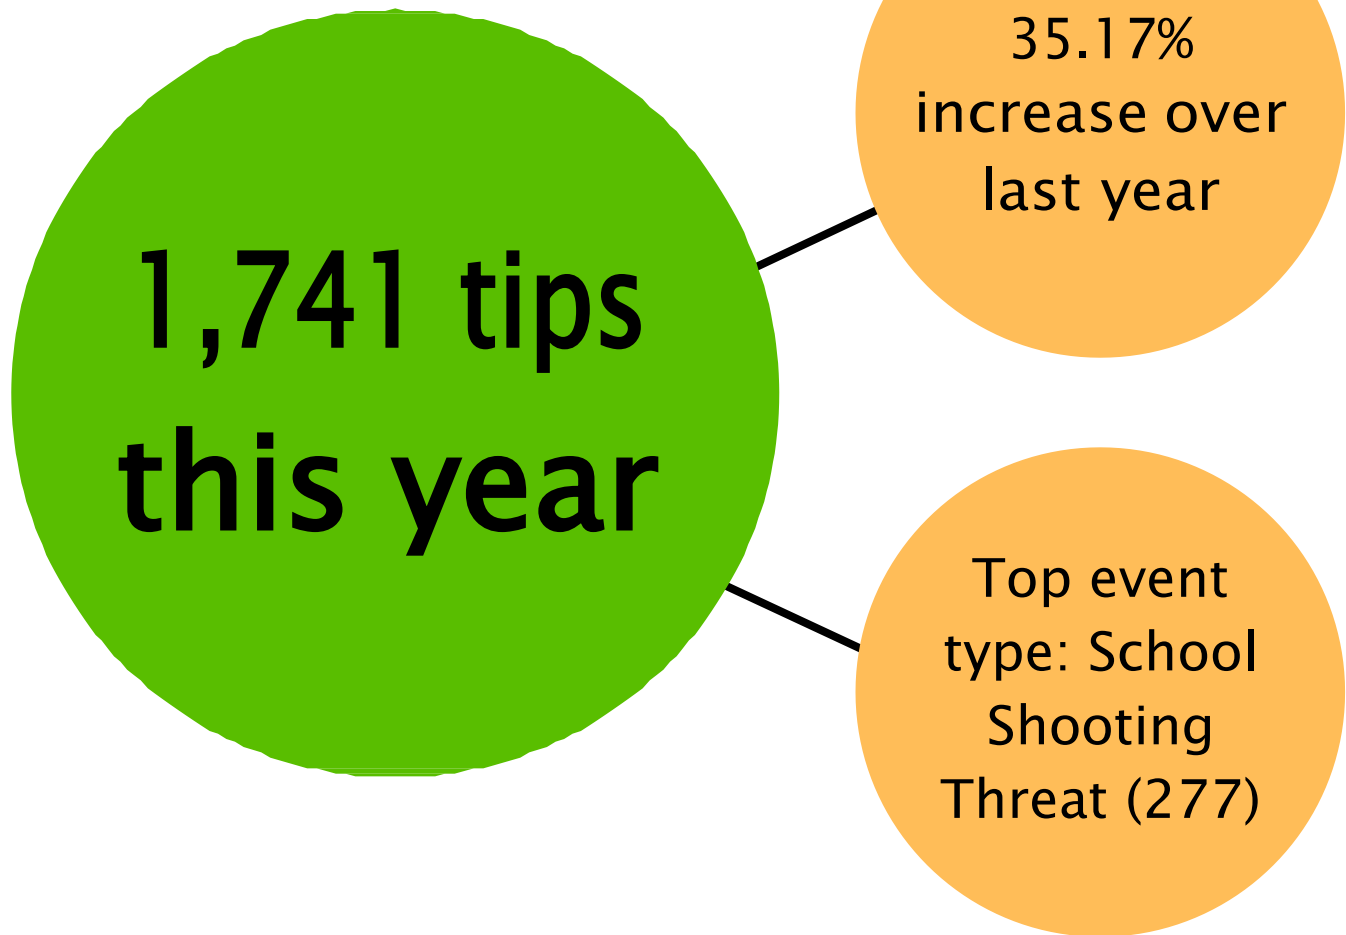 1,741 tips
this year
35.17%
increase over
last year
Top event
type: School
Shooting
Threat (277)